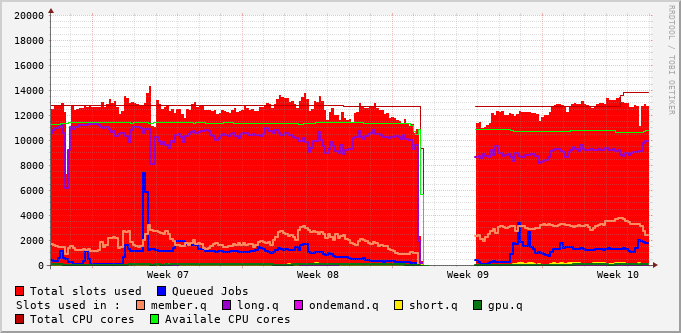 20000
18000
16000
14000
12000
10000
8000
6000
4000
2000
0
Week 07 Week 08 Week 09 Week 10
Total slots used Queued Jobs
Slots used in : member.q long.q ondemand.q short.q gpu.q
Total CPU cores Availale CPU cores
RRDTOOL / TOBI OETIKER